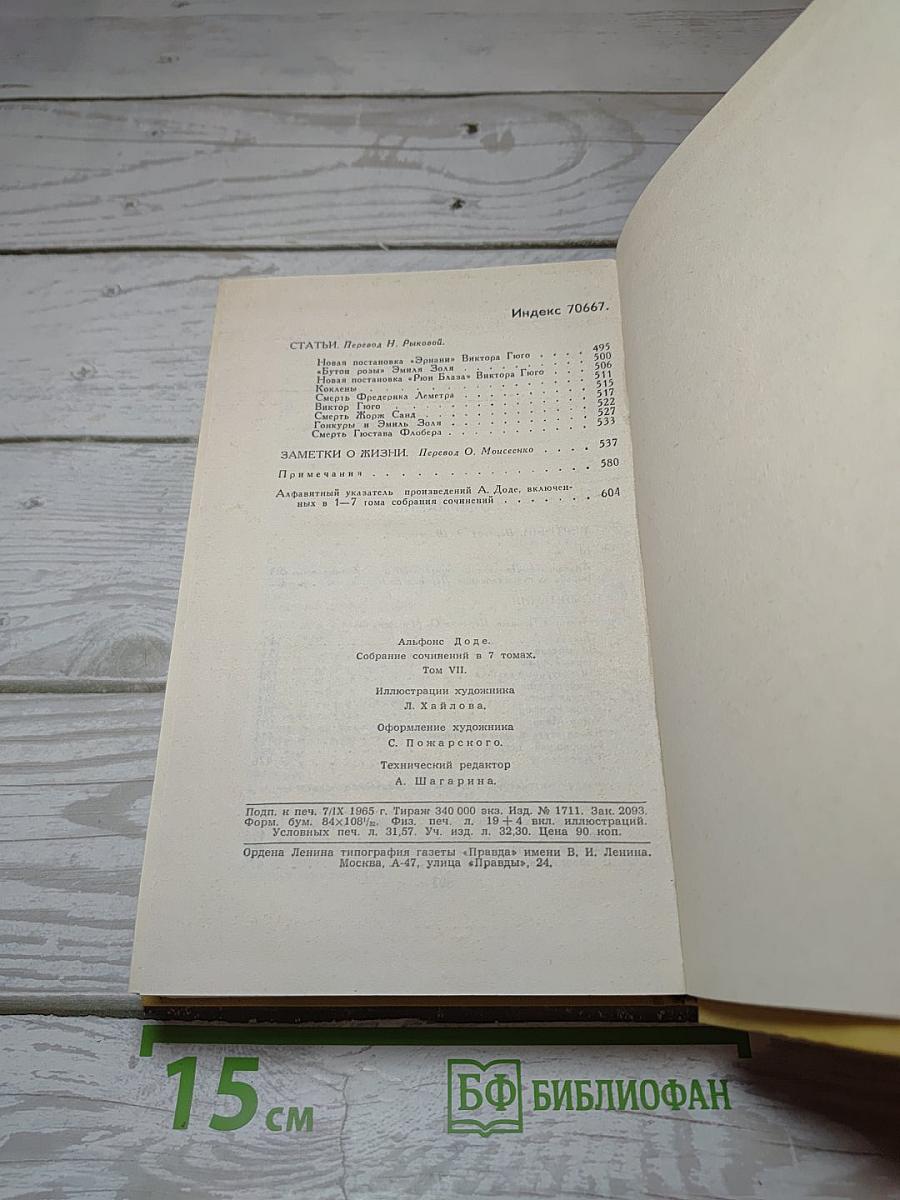 Индекс 70667.
СТАТЬИ. Перевод Н. Рыковой.
Новая постановка «Эрнани» Виктора Гюго . . . . 495
«Бутон розы» Эмиля Золя . . . . . . . . . 500
Новая постановка «Рюи Блаза» Виктора Гюго . . . 506
Коклены . . . . . . . . . . . . . . . 511
Смерть Фредерика Леметра . . . . . . . . . 515
Виктор Гюго . . . . . . . . . . . . . . 517
Смерть Жорж Санд . . . . . . . . . . . . 522
Гонкуры и Эмиль Золя . . . . . . . . . . . 527
Смерть Гюстава Флобера . . . . . . . . . . 533
ЗАМЕТКИ О ЖИЗНИ. Перевод О. Моисеенко . . . . 537
Примечания . . . . . . . . . . . . . . 580
Алфавитный указатель произведений А. Доде, включен-
ных в 1—7 тома собрания сочинений . . . . . . . 604
Альфонс Доде.
Собрание сочинений в 7 томах.
Том VII.
Иллюстрации художника
Л. Хайлова.
Оформление художника
С. Пожарского.
Технический редактор
А. Шагарина.
Подп. к печ. 7/IX 1965 г. Тираж 340 000 экз. Изд. № 1711. Зак. 2093.
Форм. бум. 84×108¹/₃₂. Физ. печ. л. 19+4 вкл. иллюстраций.
Условных печ. л. 31,57. Уч. изд. л. 32,30. Цена 90 коп.
Ордена Ленина типография газеты «Правда» имени В. И. Ленина.
Москва, А-47, улица «Правды», 24.
15 см
БФ БИБЛИОФАН